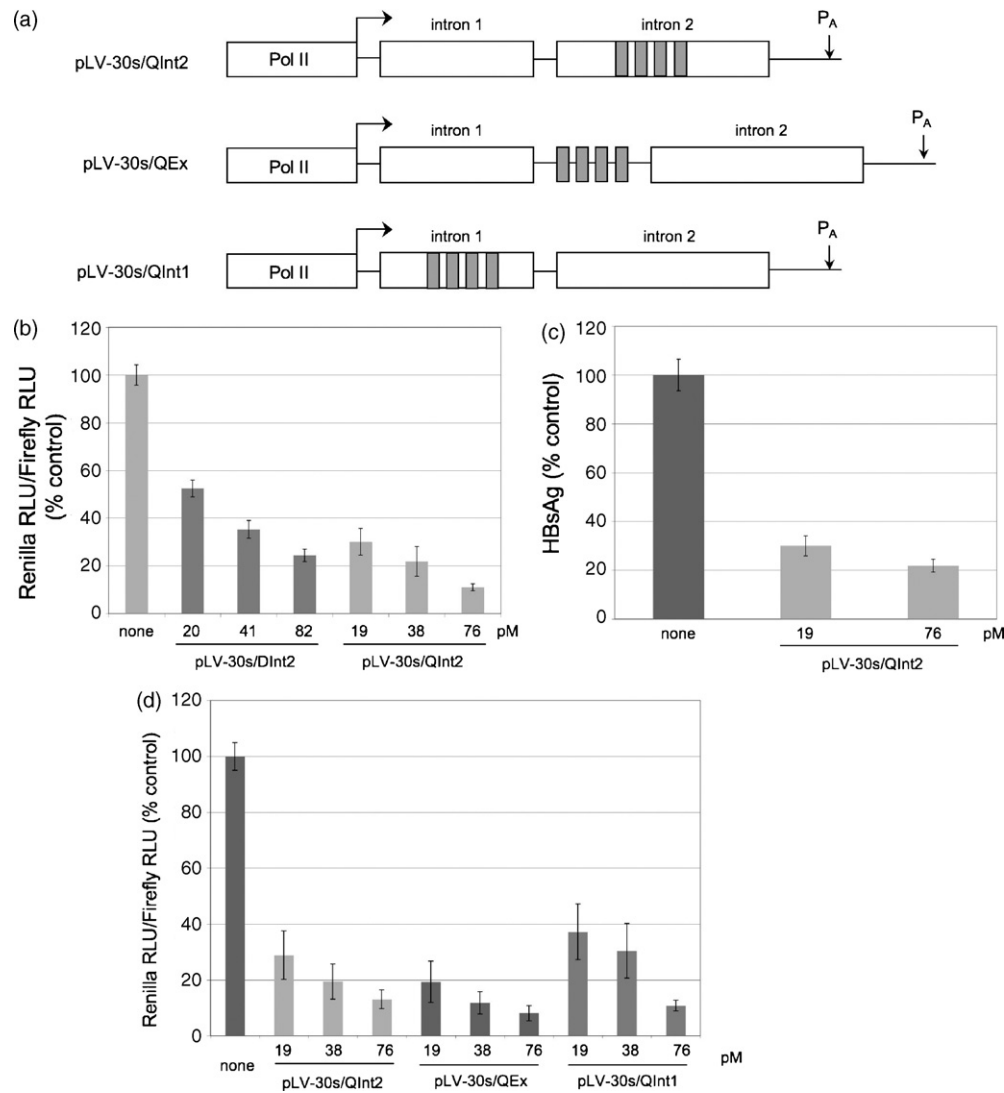 (a)
intron 1 intron 2 PA
pLV-30s/QInt2 Pol II
intron 1 intron 2 PA
pLV-30s/QEx Pol II
intron 1 intron 2 PA
pLV-30s/QInt1 Pol II
(b)
Renilla RLU/Firefly RLU
(% control)
120
100
80
60
40
20
0
none 20 41 82 19 38 76 pM
pLV-30s/DInt2 pLV-30s/QInt2
(c)
HBsAg (% control)
120
100
80
60
40
20
0
none 19 76 pM
pLV-30s/QInt2
(d)
Renilla RLU/Firefly RLU (% control)
120
100
80
60
40
20
0
none 19 38 76 19 38 76 19 38 76 pM
pLV-30s/QInt2 pLV-30s/QEx pLV-30s/QInt1